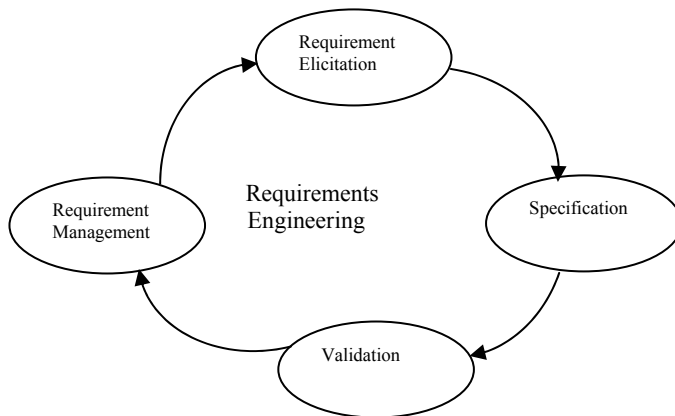 Requirement
Elicitation
Requirements
Engineering
Specification
Requirement
Management
Validation